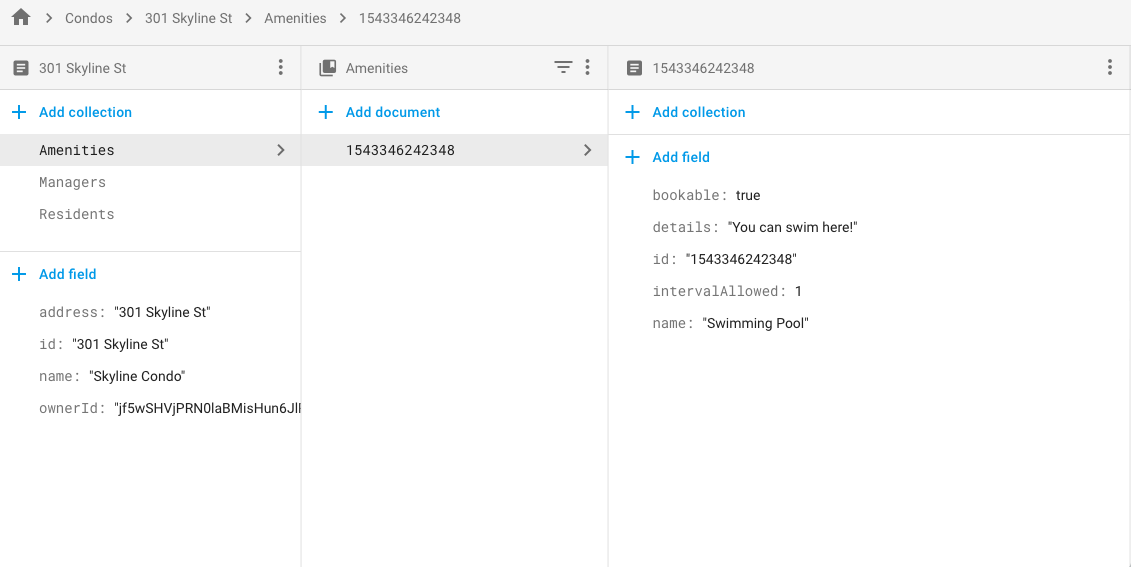 Condos > 301 Skyline St > Amenities > 1543346242348
301 Skyline St
Add collection
Amenities
Managers
Residents
Add field
address: "301 Skyline St"
id: "301 Skyline St"
name: "Skyline Condo"
ownerId:
Amenities
Add document
1543346242348
1543346242348
Add collection
Add field
bookable: true
details: "You can swim here!"
id: "1543346242348"
intervalAllowed: 1
name: "Swimming Pool"